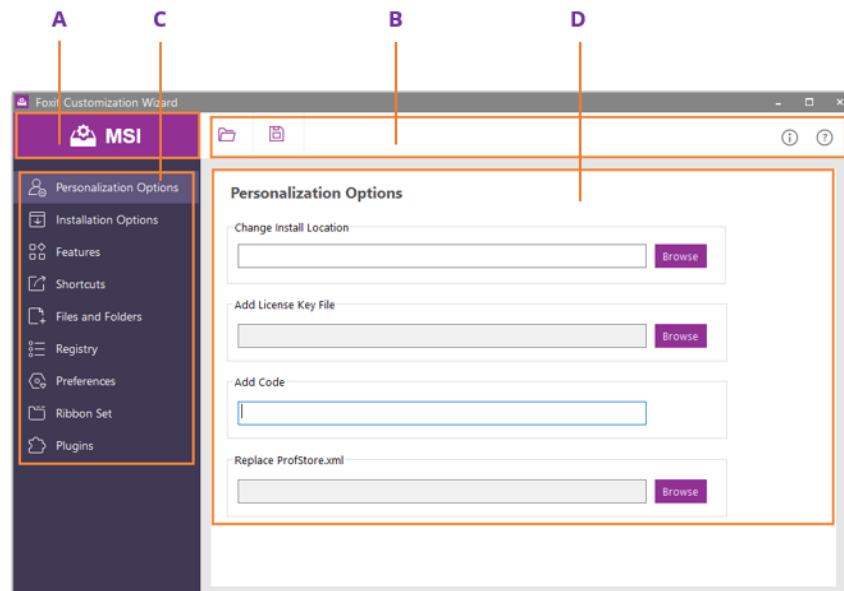 A C B D
Foxit Customization Wizard
MSI
Personalization Options
Installation Options
Features
Shortcuts
Files and Folders
Registry
Preferences
Ribbon Set
Plugins
Personalization Options
Change Install Location
Browse
Add License Key File
Browse
Add Code
Replace ProfStore.xml
Browse